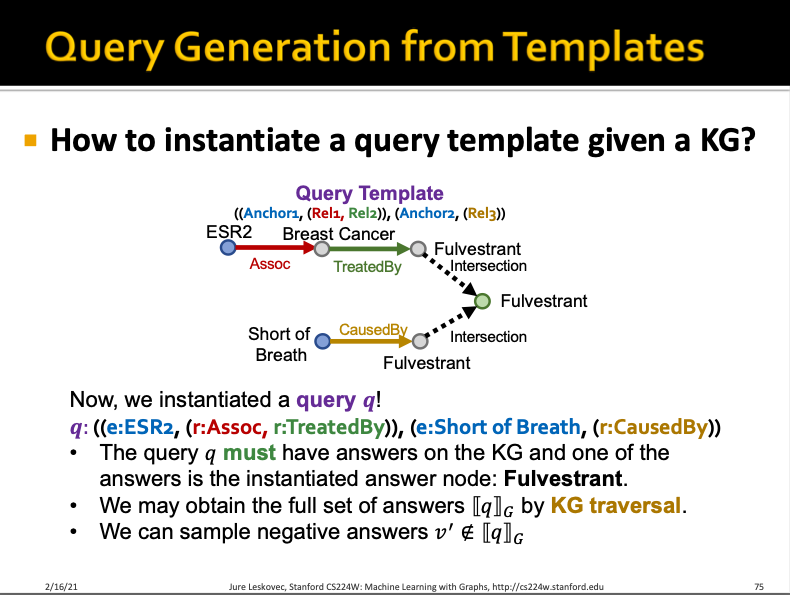 Query Generation from Templates
How to instantiate a query template given a KG?
Query Template
((Anchor1, (Rel1, Rel2)), (Anchor2, (Rel3))
ESR2
Breast Cancer
Fulvestrant
Assoc
TreatedBy
Intersection
Fulvestrant
Short of
Breath
CausedBy
Intersection
Fulvestrant
Now, we instantiated a query q!
q: ((e:ESR2, (r:Assoc, r:TreatedBy)), (e:Short of Breath, (r:CausedBy))
• The query q must have answers on the KG and one of the
answers is the instantiated answer node: Fulvestrant.
• We may obtain the full set of answers ⟦q⟧G by KG traversal.
• We can sample negative answers v′ ∉ ⟦q⟧G
2/16/21
Jure Leskovec, Stanford CS224W: Machine Learning with Graphs, http://cs224w.stanford.edu
75